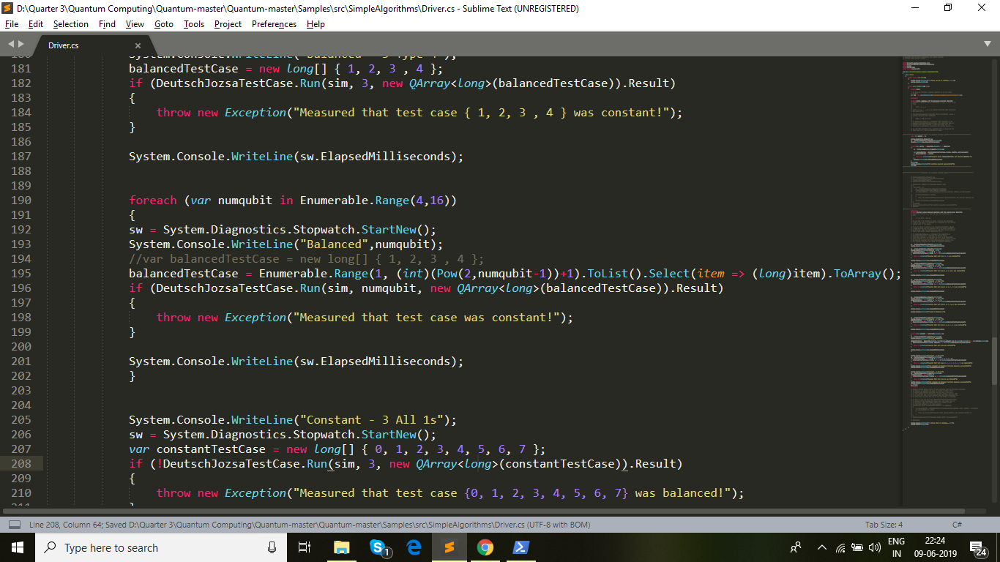 D:\Quarter 3\Quantum Computing\Quantum-master\Quantum-master\Samples\src\SimpleAlgorithms\Driver.cs - Sublime Text (UNREGISTERED)
File Edit Selection Find View Goto Tools Project Preferences Help
Driver.cs
181 balancedTestCase = new long[] { 1, 2, 3 , 4 };
182 if (DeutschJozsaTestCase.Run(sim, 3, new QArray<long>(balancedTestCase)).Result)
183 {
184 throw new Exception("Measured that test case { 1, 2, 3 , 4 } was constant!");
185 }
186
187 System.Console.WriteLine(sw.ElapsedMilliseconds);
188
189
190 foreach (var numqubit in Enumerable.Range(4,16))
191 {
192 sw = System.Diagnostics.Stopwatch.StartNew();
193 System.Console.WriteLine("Balanced",numqubit);
194 //var balancedTestCase = new long[] { 1, 2, 3 , 4 };
195 balancedTestCase = Enumerable.Range(1, (int)(Pow(2,numqubit-1))+1).ToList().Select(item => (long)item).ToArray();
196 if (DeutschJozsaTestCase.Run(sim, numqubit, new QArray<long>(balancedTestCase)).Result)
197 {
198 throw new Exception("Measured that test case was constant!");
199 }
200
201 System.Console.WriteLine(sw.ElapsedMilliseconds);
202 }
203
204
205 System.Console.WriteLine("Constant - 3 All 1s");
206 sw = System.Diagnostics.Stopwatch.StartNew();
207 var constantTestCase = new long[] { 0, 1, 2, 3, 4, 5, 6, 7 };
208 if (!DeutschJozsaTestCase.Run(sim, 3, new QArray<long>(constantTestCase)).Result)
209 {
210 throw new Exception("Measured that test case {0, 1, 2, 3, 4, 5, 6, 7} was balanced!");
Line 208, Column 64; Saved D:\Quarter 3\Quantum Computing\Quantum-master\Quantum-master\Samples\src\SimpleAlgorithms\Driver.cs (UTF-8 with BOM) Tab Size: 4 C#
Type here to search
1
ENG
IN
22:24
09-06-2019
24